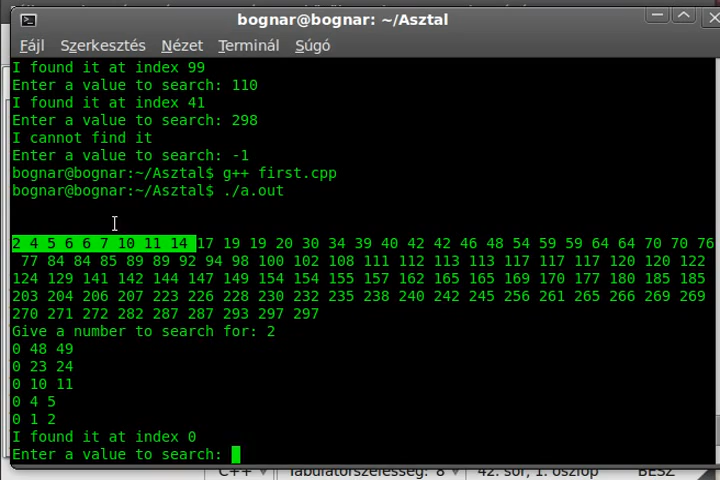 bognar@bognar: ~/Asztal
Fájl Szerkesztés Nézet Terminál Súgó
I found it at index 99
Enter a value to search: 110
I found it at index 41
Enter a value to search: 298
I cannot find it
Enter a value to search: -1
bognar@bognar:~/Asztal$ g++ first.cpp
bognar@bognar:~/Asztal$ ./a.out
2 4 5 6 6 7 10 11 14 17 19 19 20 30 34 39 40 42 42 46 48 54 59 59 64 64 70 70 76
77 84 84 85 89 89 92 94 98 100 102 108 111 112 113 113 117 117 117 120 120 122
124 129 141 142 144 147 149 154 154 155 157 162 165 165 169 170 177 180 185 185
203 204 206 207 223 226 228 230 232 235 238 240 242 245 256 261 265 266 269 269
270 271 272 282 287 287 293 297 297
Give a number to search for: 2
0 48 49
0 23 24
0 10 11
0 4 5
0 1 2
I found it at index 0
Enter a value to search:
C++ Tabulátorszélesség: 8 42. sor, 1. oszlop BESZ